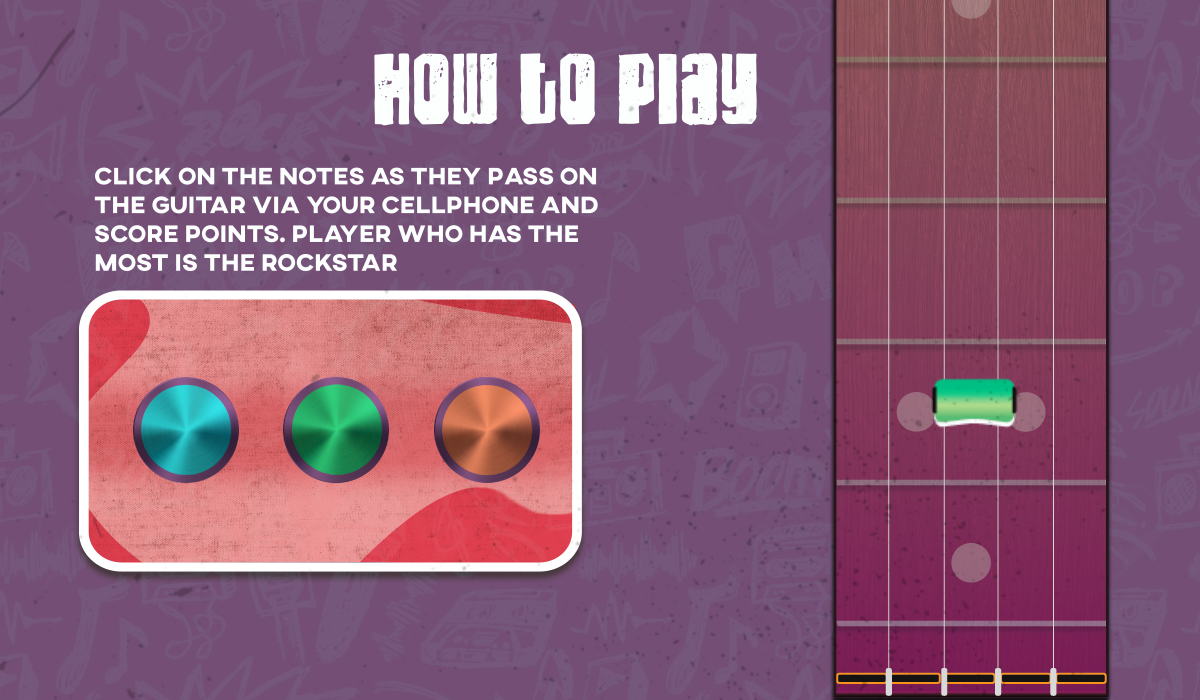 How to Play
CLICK ON THE NOTES AS THEY PASS ON
THE GUITAR VIA YOUR CELLPHONE AND
SCORE POINTS. PLAYER WHO HAS THE
MOST IS THE ROCKSTAR
BOOM